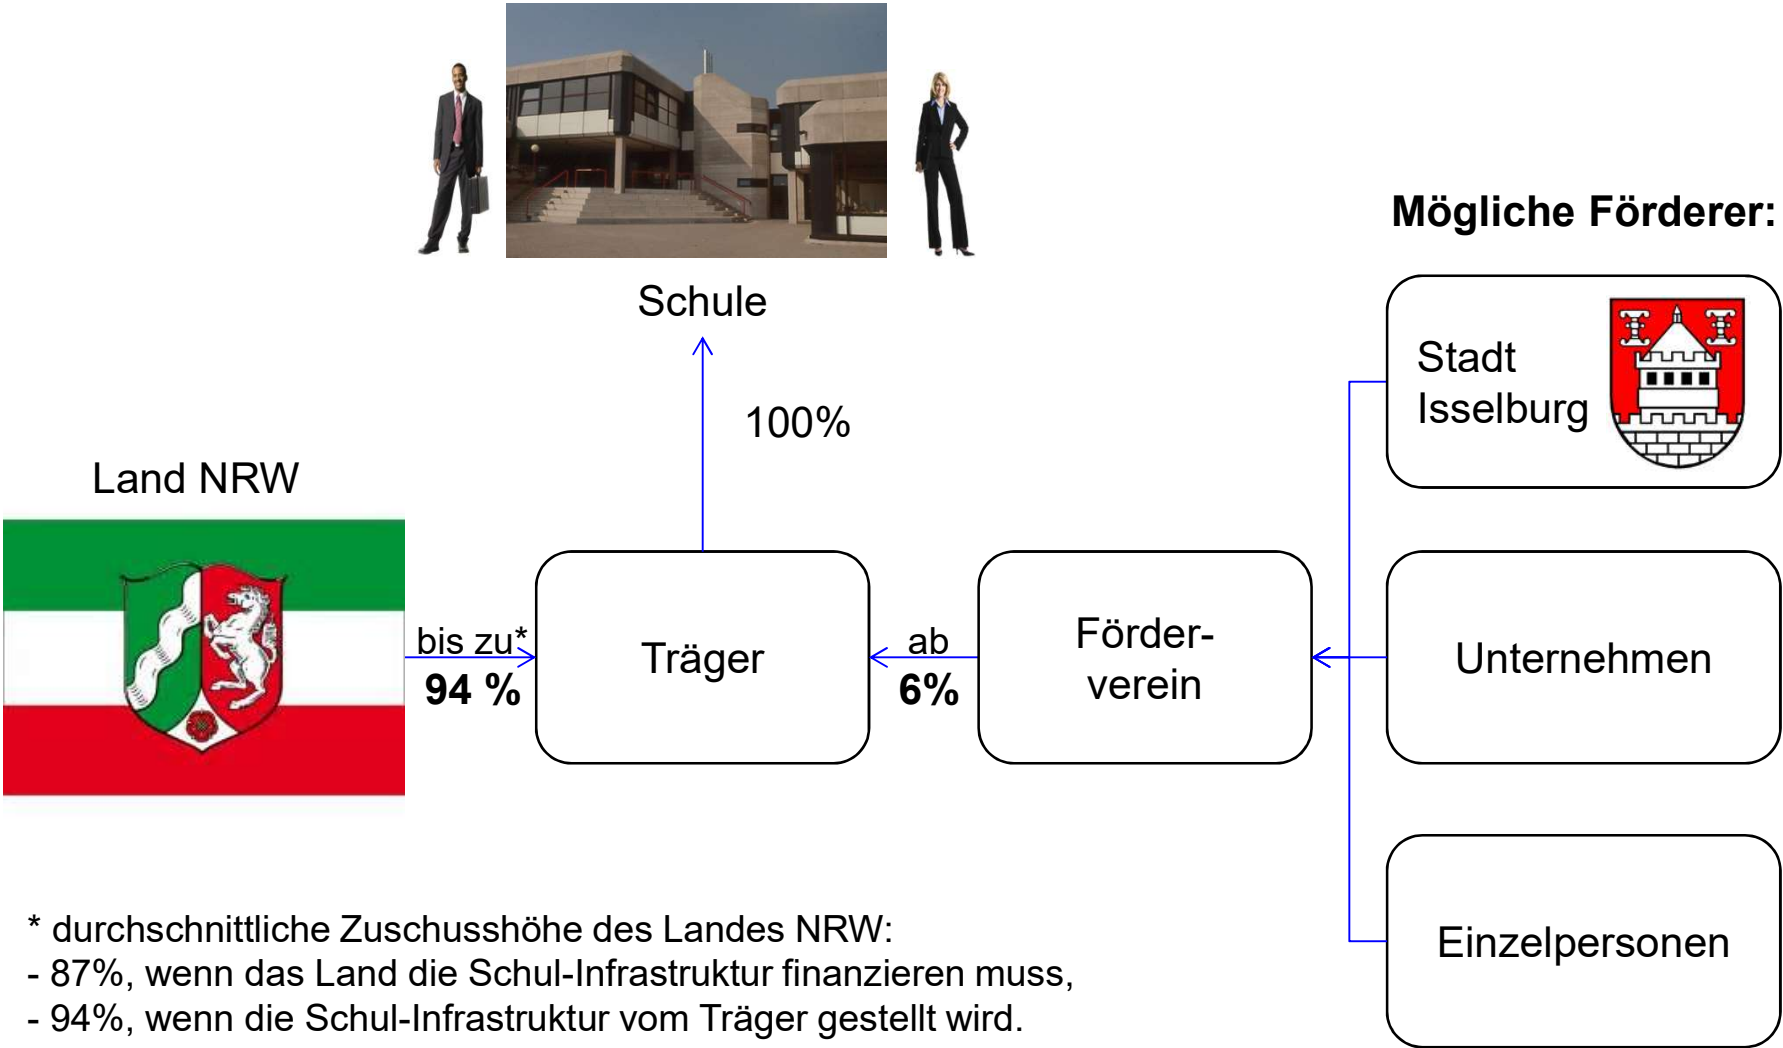 Mögliche Förderer:
Schule
Stadt
Isselburg
100%
Land NRW
bis zu*
94 %
Träger
ab
6%
Förder-
verein
Unternehmen
Einzelpersonen
* durchschnittliche Zuschusshöhe des Landes NRW:
- 87%, wenn das Land die Schul-Infrastruktur finanzieren muss,
- 94%, wenn die Schul-Infrastruktur vom Träger gestellt wird.